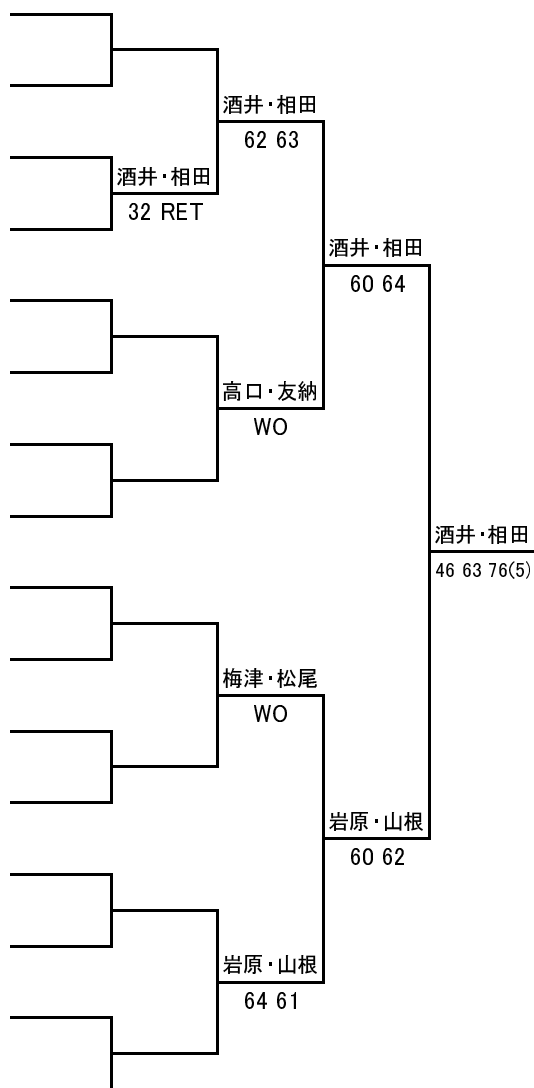 酒井・相田
62 63
酒井・相田
32 RET
酒井・相田
60 64
高口・友納
WO
酒井・相田
46 63 76(5)
梅津・松尾
WO
岩原・山根
60 62
岩原・山根
64 61